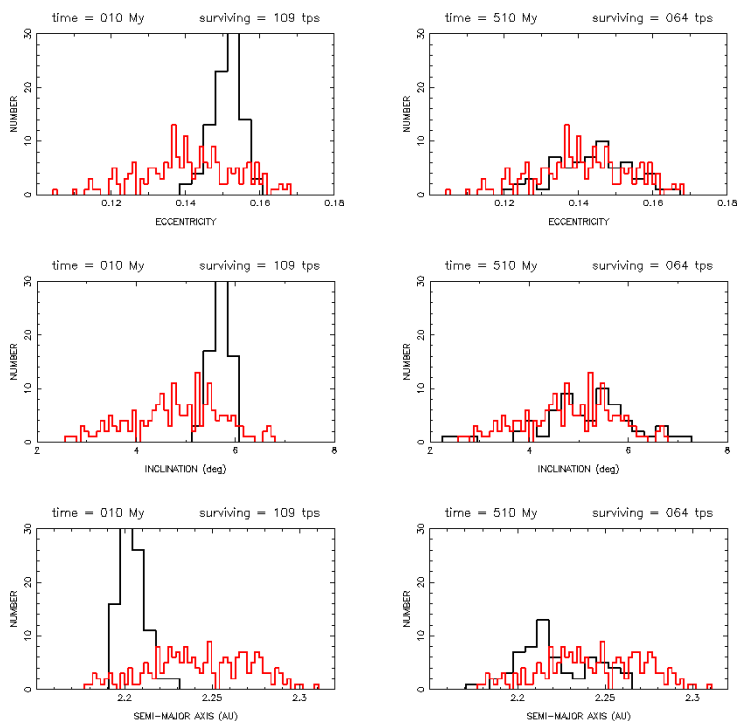 time = 010 My surviving = 109 tps
time = 510 My surviving = 064 tps
NUMBER
0 10 20 30
0.12 0.14 0.16 0.18
ECCENTRICITY
NUMBER
0 10 20 30
0.12 0.14 0.16 0.18
ECCENTRICITY
time = 010 My surviving = 109 tps
time = 510 My surviving = 064 tps
NUMBER
0 10 20 30
2 4 6 8
INCLINATION (deg)
NUMBER
0 10 20 30
2 4 6 8
INCLINATION (deg)
time = 010 My surviving = 109 tps
time = 510 My surviving = 064 tps
NUMBER
0 10 20 30
2.2 2.25 2.3
SEMI-MAJOR AXIS (AU)
NUMBER
0 10 20 30
2.2 2.25 2.3
SEMI-MAJOR AXIS (AU)